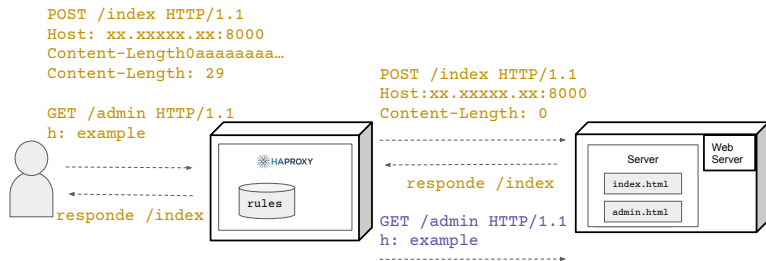 POST /index HTTP/1.1
Host: xx.xxxxx.xx:8000
Content-Length0aaaaaaaa…
Content-Length: 29
GET /admin HTTP/1.1
h: example
responde /index
HAPROXY
rules
POST /index HTTP/1.1
Host:xx.xxxxx.xx:8000
Content-Length: 0
responde /index
GET /admin HTTP/1.1
h: example
Web
Server
Server
index.html
admin.html